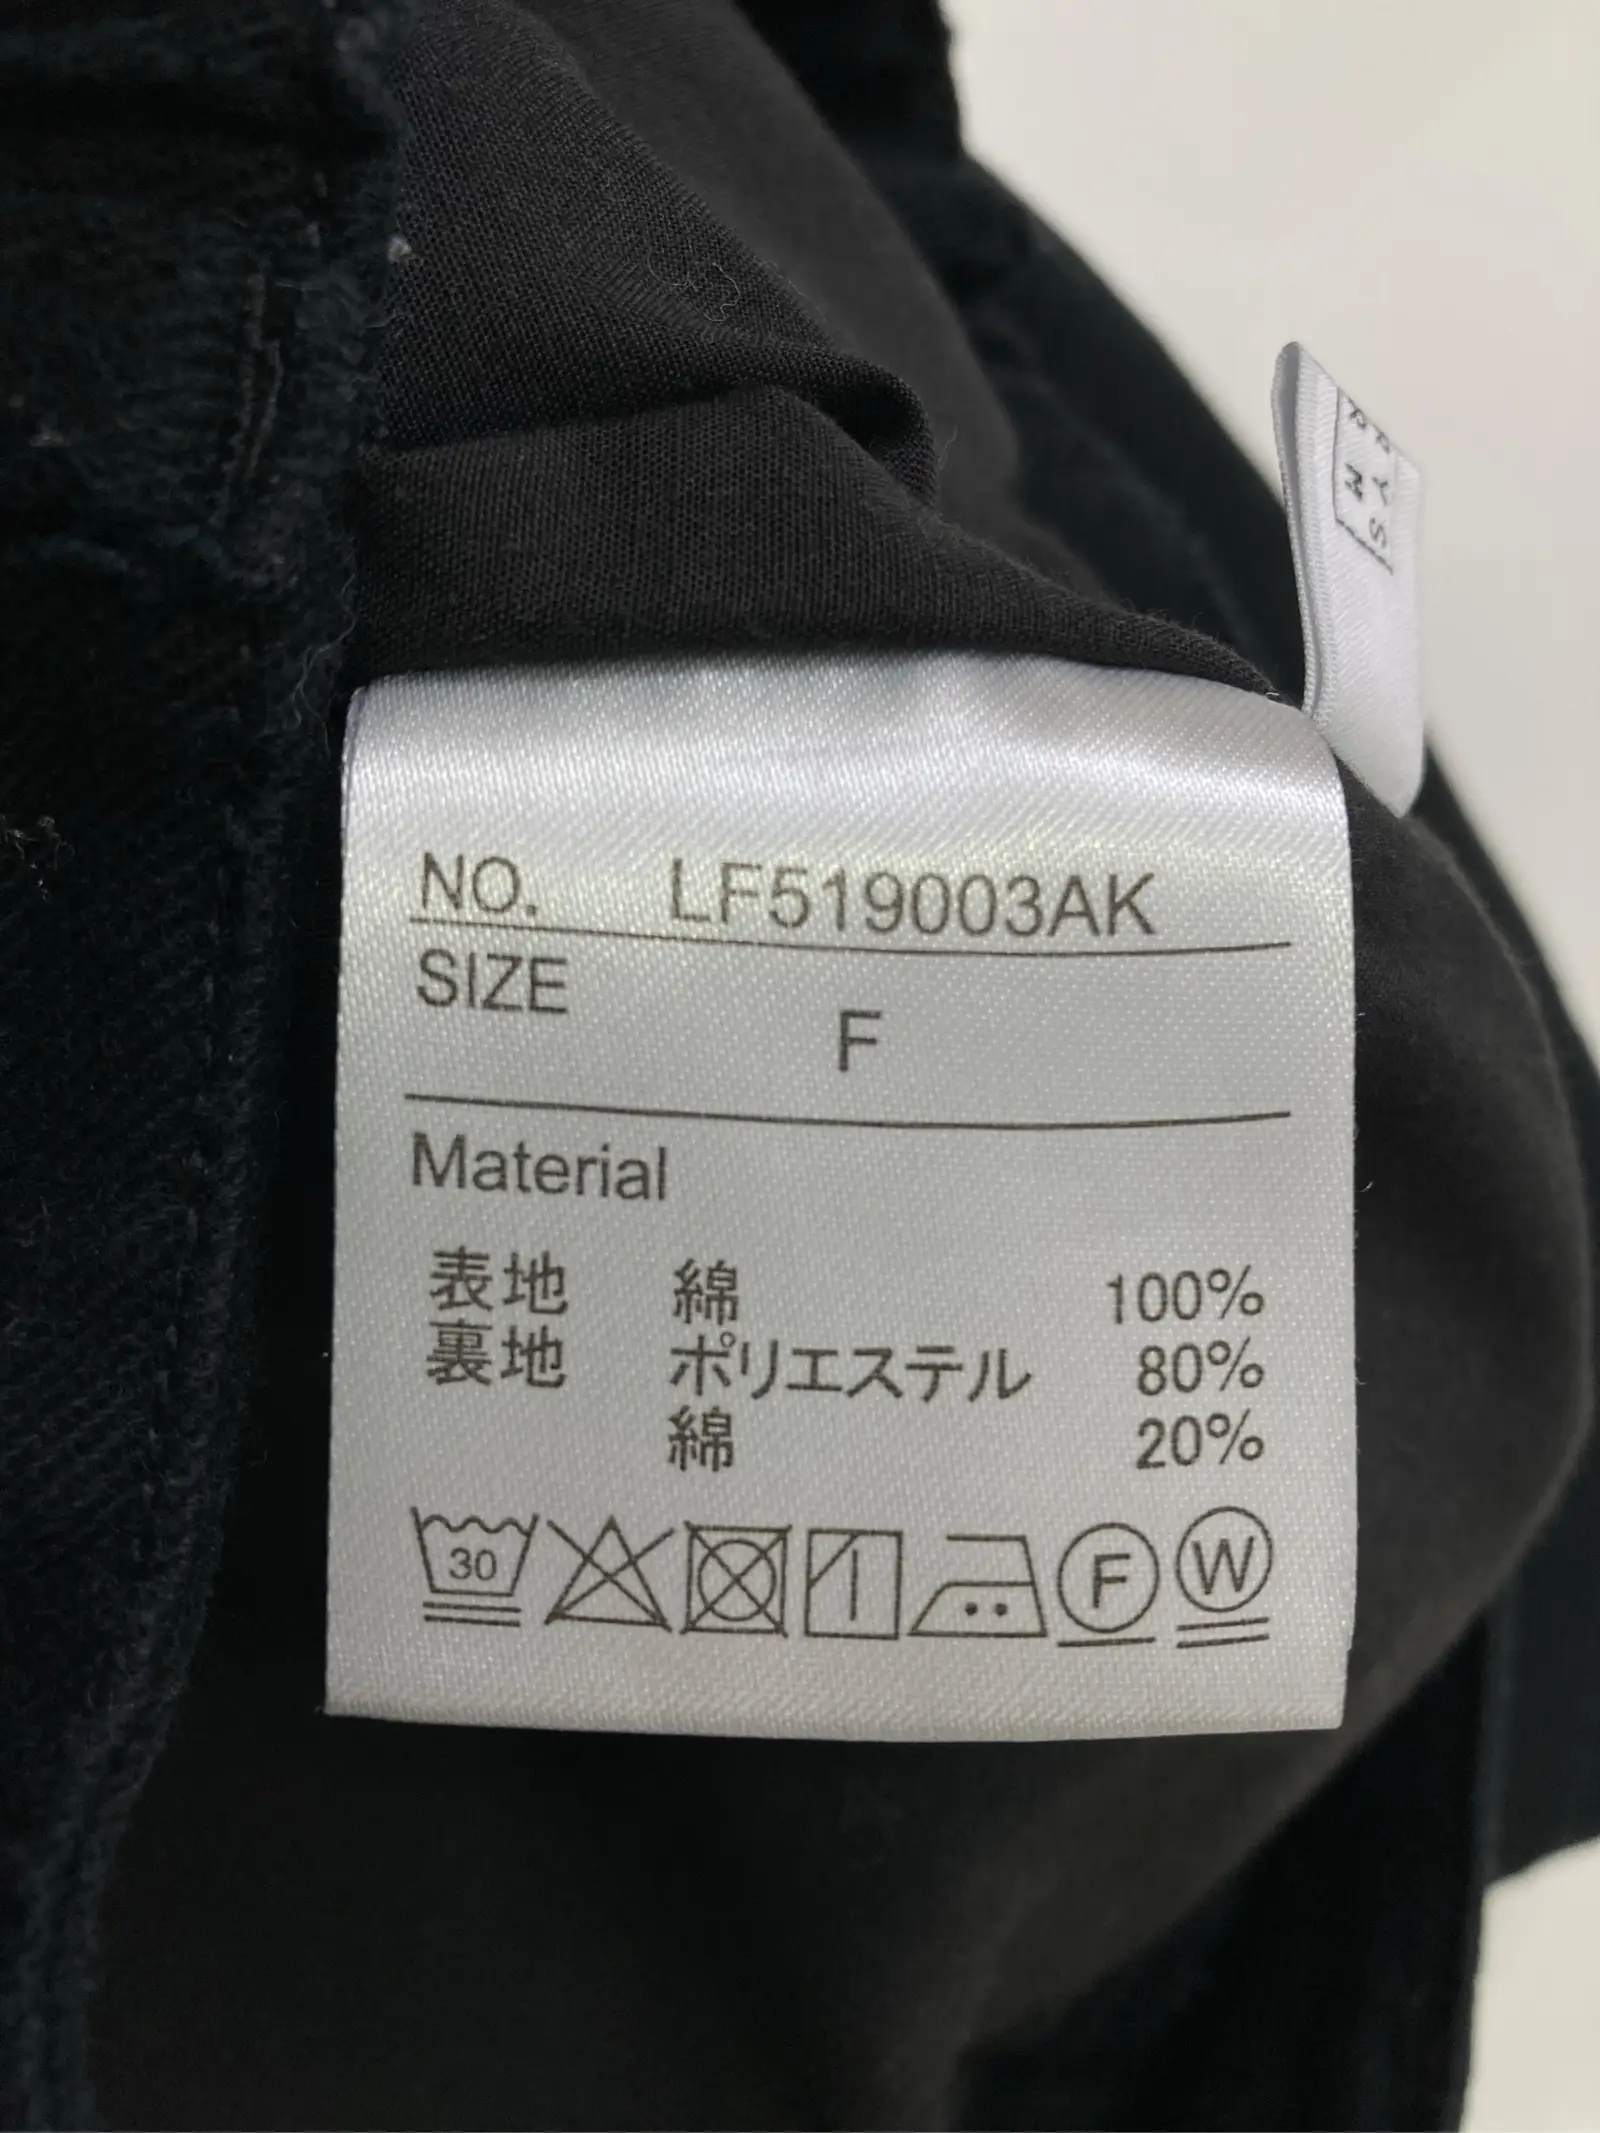 NO. LF519003AK
SIZE
F
Material
表地 綿 100%
裏地 ポリエステル 80%
綿 20%
30
F W